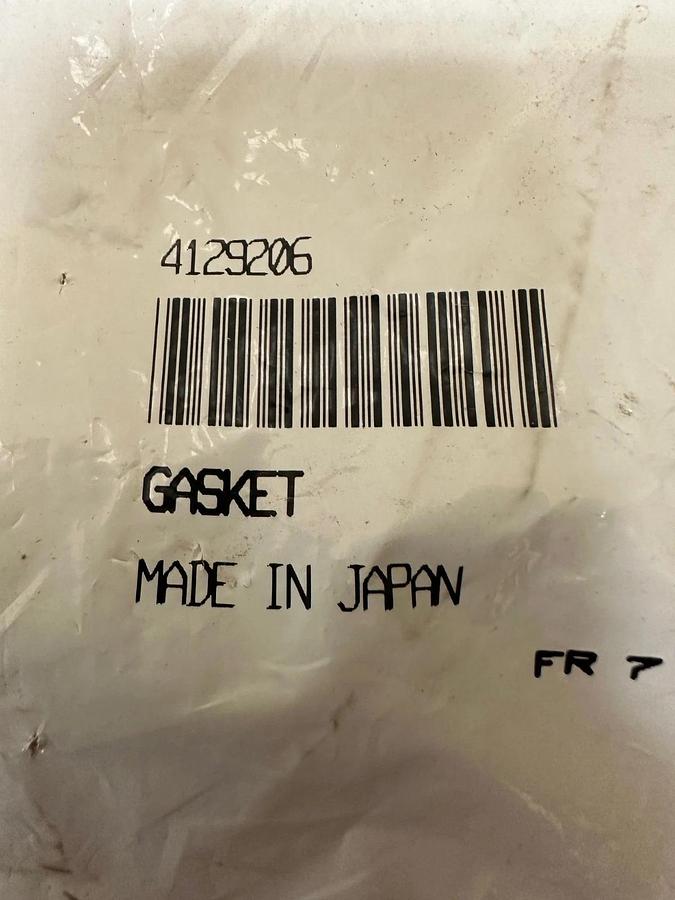 4129206
GASKET
MADE IN JAPAN
FR 7